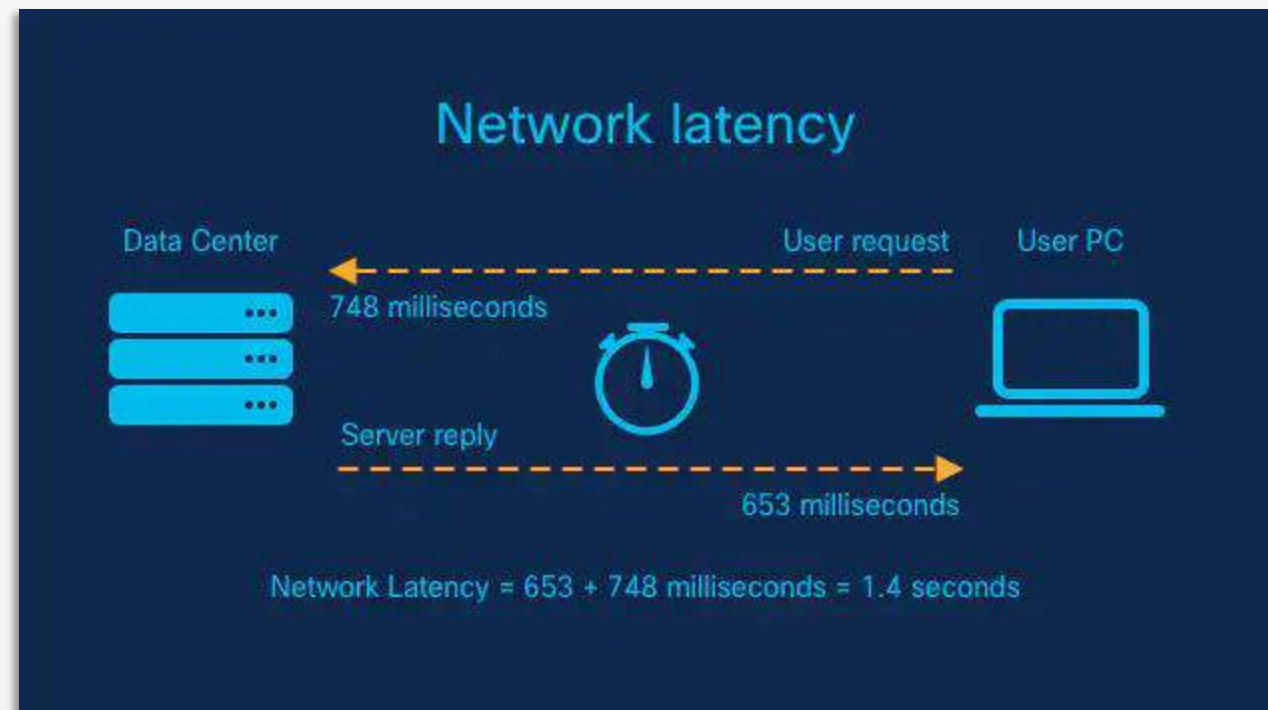 Network latency
Data Center
User request
User PC
748 milliseconds
Server reply
653 milliseconds
Network Latency = 653 + 748 milliseconds = 1.4 seconds